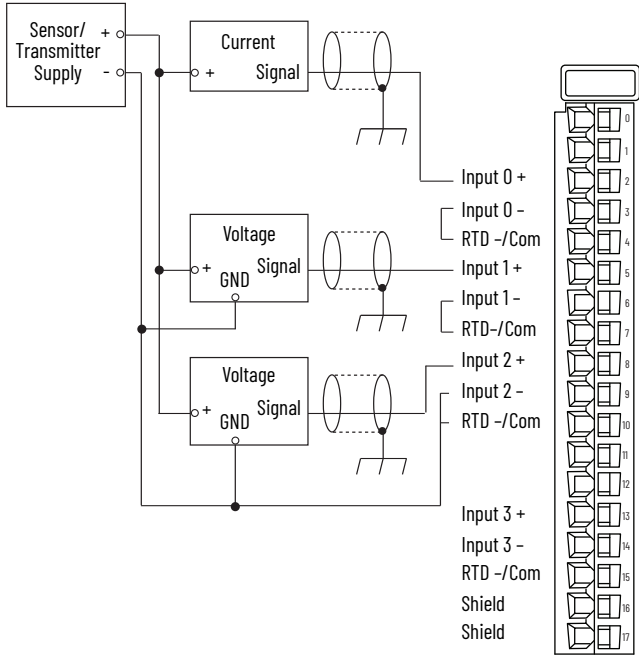 Sensor/
Transmitter
Supply
+
-
Current
+ Signal
Voltage
+ Signal
GND
Voltage
+ Signal
GND
Input 0 +
Input 0 –
RTD –/Com
Input 1 +
Input 1 –
RTD–/Com
Input 2 +
Input 2 –
RTD –/Com
Input 3 +
Input 3 –
RTD –/Com
Shield
Shield
0
1
2
3
4
5
6
7
8
9
10
11
12
13
14
15
16
17